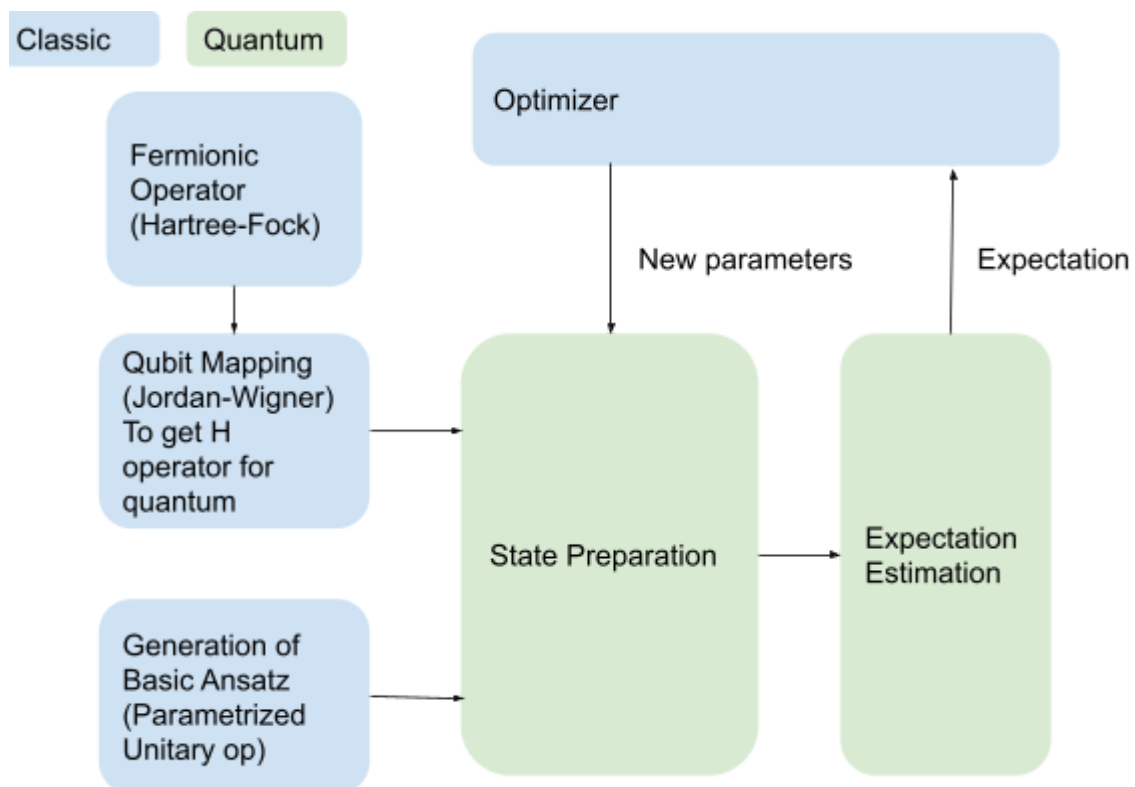 Classic
Quantum
Optimizer
Fermionic
Operator
(Hartree-Fock)
New parameters
Expectation
Qubit Mapping
(Jordan-Wigner)
To get H
operator for
quantum
State Preparation
Expectation
Estimation
Generation of
Basic Ansatz
(Parametrized
Unitary op)